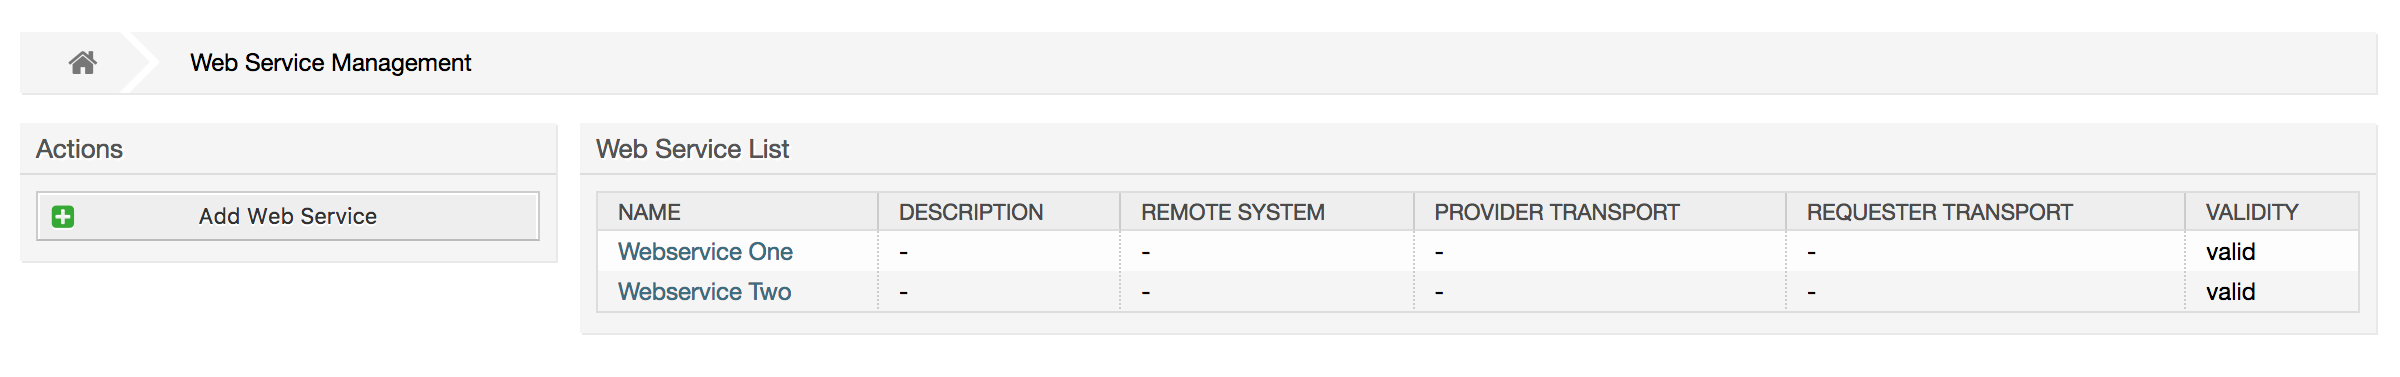 Web Service Management
Actions
Add Web Service
Web Service List
NAME DESCRIPTION REMOTE SYSTEM PROVIDER TRANSPORT REQUESTER TRANSPORT VALIDITY
Webservice One - - - - valid
Webservice Two - - - - valid